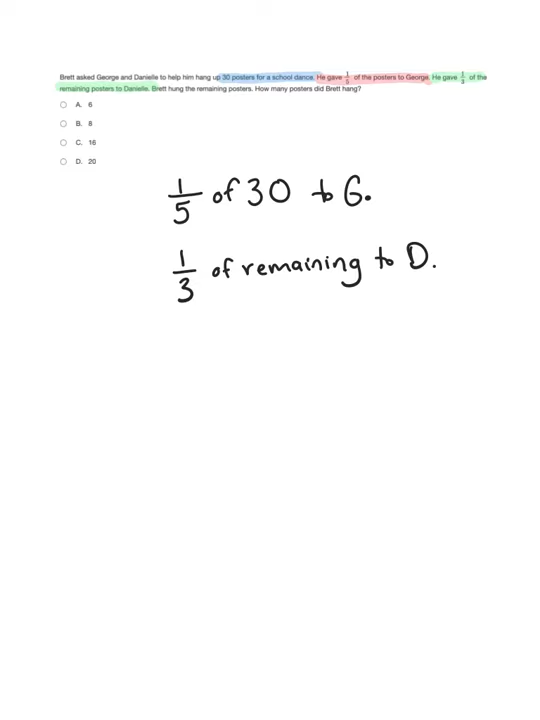 Brett asked George and Danielle to help him hang up 30 posters for a school dance. He gave 1/5 of the posters to George. He gave 1/3 of the
remaining posters to Danielle. Brett hung the remaining posters. How many posters did Brett hang?
A. 6
B. 8
C. 16
D. 20
1/5 of 30 to G.
1/3 of remaining to D.